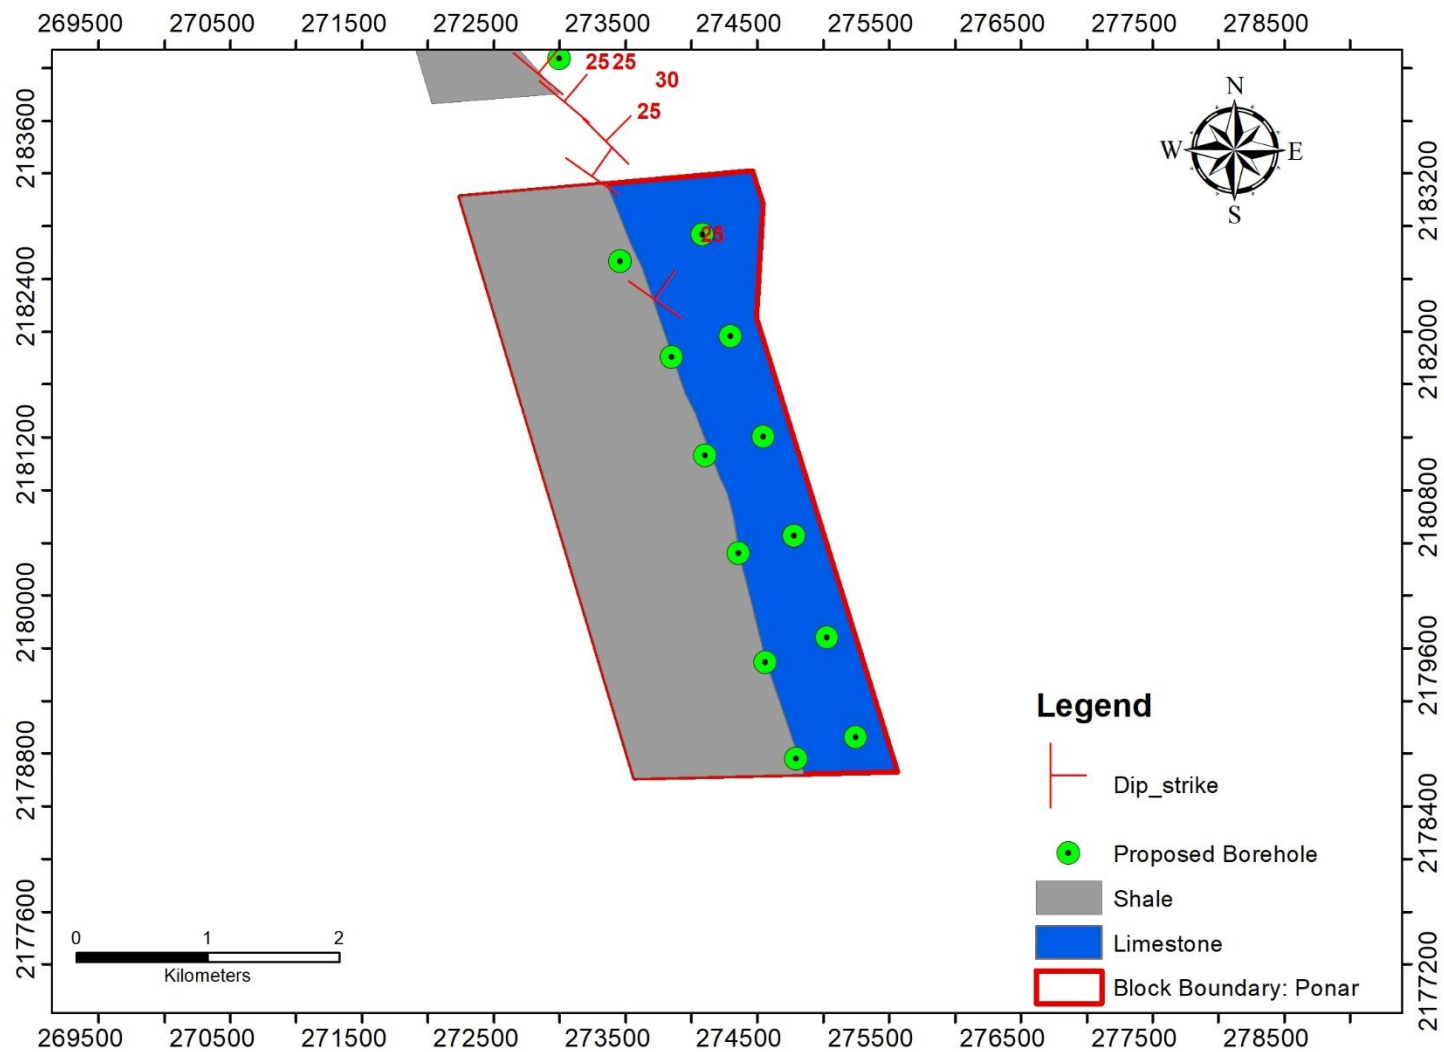 269500 270500 271500 272500 273500 274500 275500 276500 277500 278500
2183600
2182400
2181200
2180000
2178800
2177600
25 25
30
25
25
N
W E
S
2183200
2182000
2180800
2179600
2178400
2177200
Legend
Dip_strike
Proposed Borehole
Shale
Limestone
Block Boundary: Ponar
0 1 2
Kilometers
269500 270500 271500 272500 273500 274500 275500 276500 277500 278500